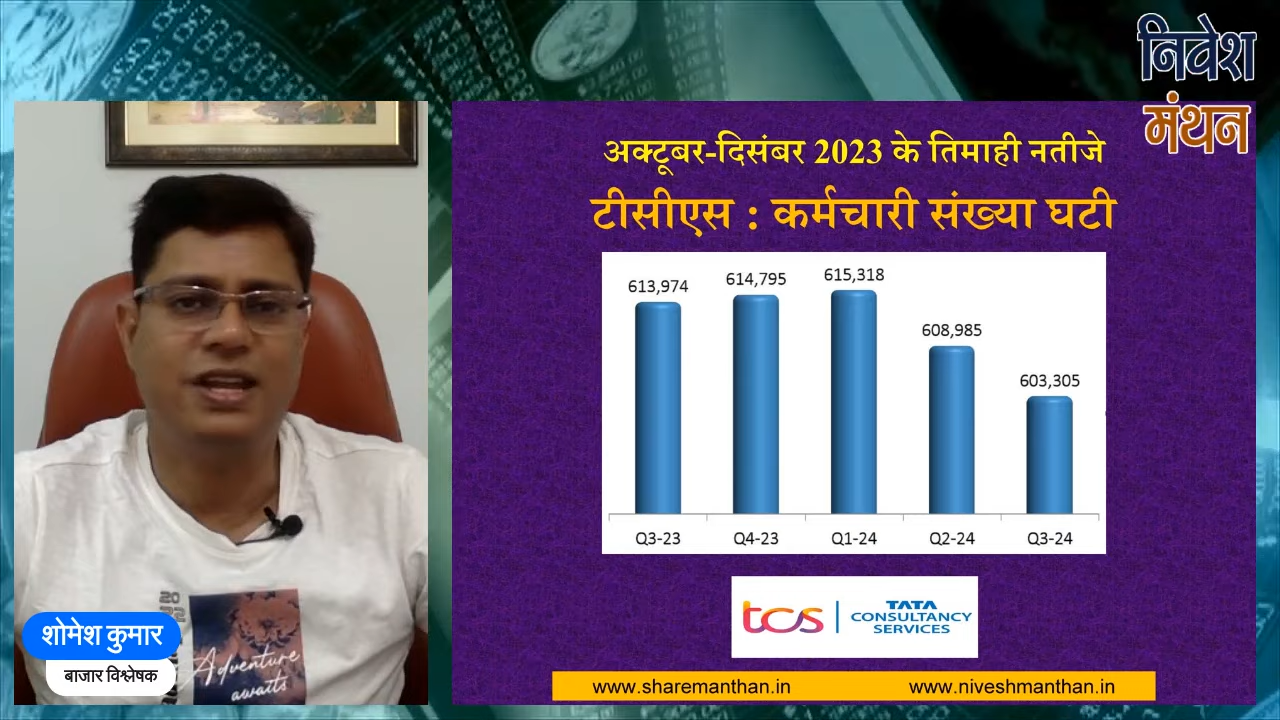 निवेश
मंथन
अक्टूबर-दिसंबर 2023 के तिमाही नतीजे
टीसीएस : कर्मचारी संख्या घटी
613,974
614,795
615,318
608,985
603,305
Q3-23
Q4-23
Q1-24
Q2-24
Q3-24
tcs
TATA
CONSULTANCY
SERVICES
www.sharemanthan.in
www.niveshmanthan.in
20
22
Adventure
awaits
शोमेश कुमार
बाजार विश्लेषक